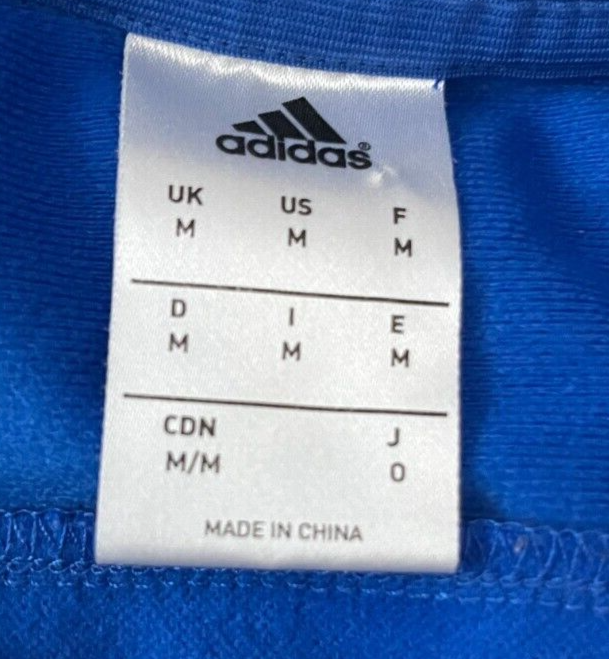 adidas®
UK US F
M M M
D I E
M M M
CDN J
M/M O
MADE IN CHINA